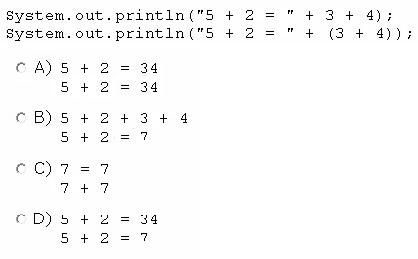 System.out.println("5 + 2 = " + 3 + 4);
System.out.println("5 + 2 = " + (3 + 4));
A) 5 + 2 = 34
5 + 2 = 34
B) 5 + 2 + 3 + 4
5 + 2 = 7
C) 7 = 7
7 + 7
D) 5 + 2 = 34
5 + 2 = 7